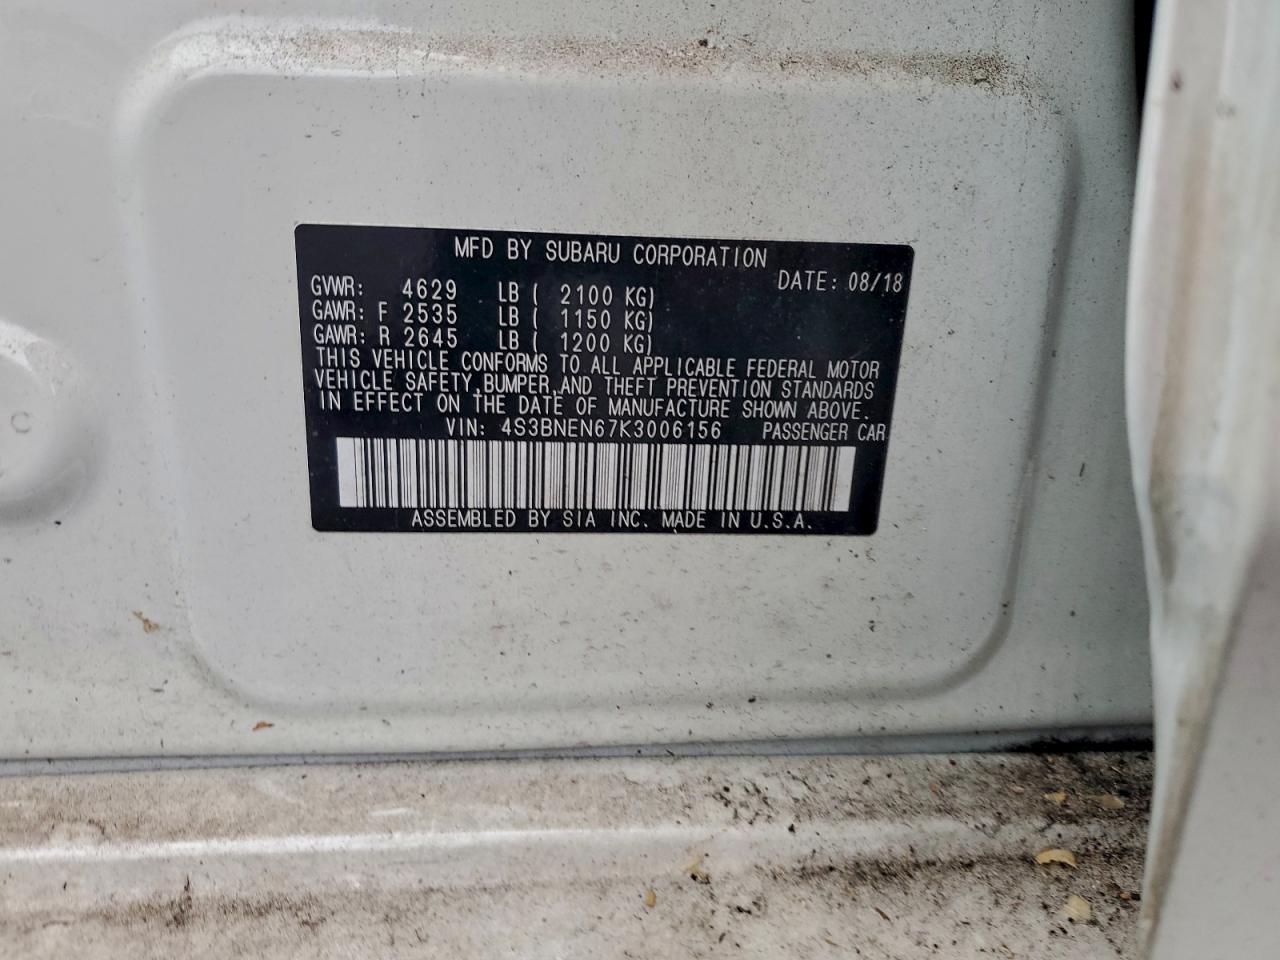 MFD BY SUBARU CORPORATION
DATE: 08/18
GVWR: 4629 LB ( 2100 KG)
GAWR: F 2535 LB ( 1150 KG)
GAWR: R 2645 LB ( 1200 KG)
THIS VEHICLE CONFORMS TO ALL APPLICABLE FEDERAL MOTOR
VEHICLE SAFETY, BUMPER, AND THEFT PREVENTION STANDARDS
IN EFFECT ON THE DATE OF MANUFACTURE SHOWN ABOVE.
VIN: 4S3BNEN67K3006156 PASSENGER CAR
ASSEMBLED BY SIA INC. MADE IN U.S.A.
C